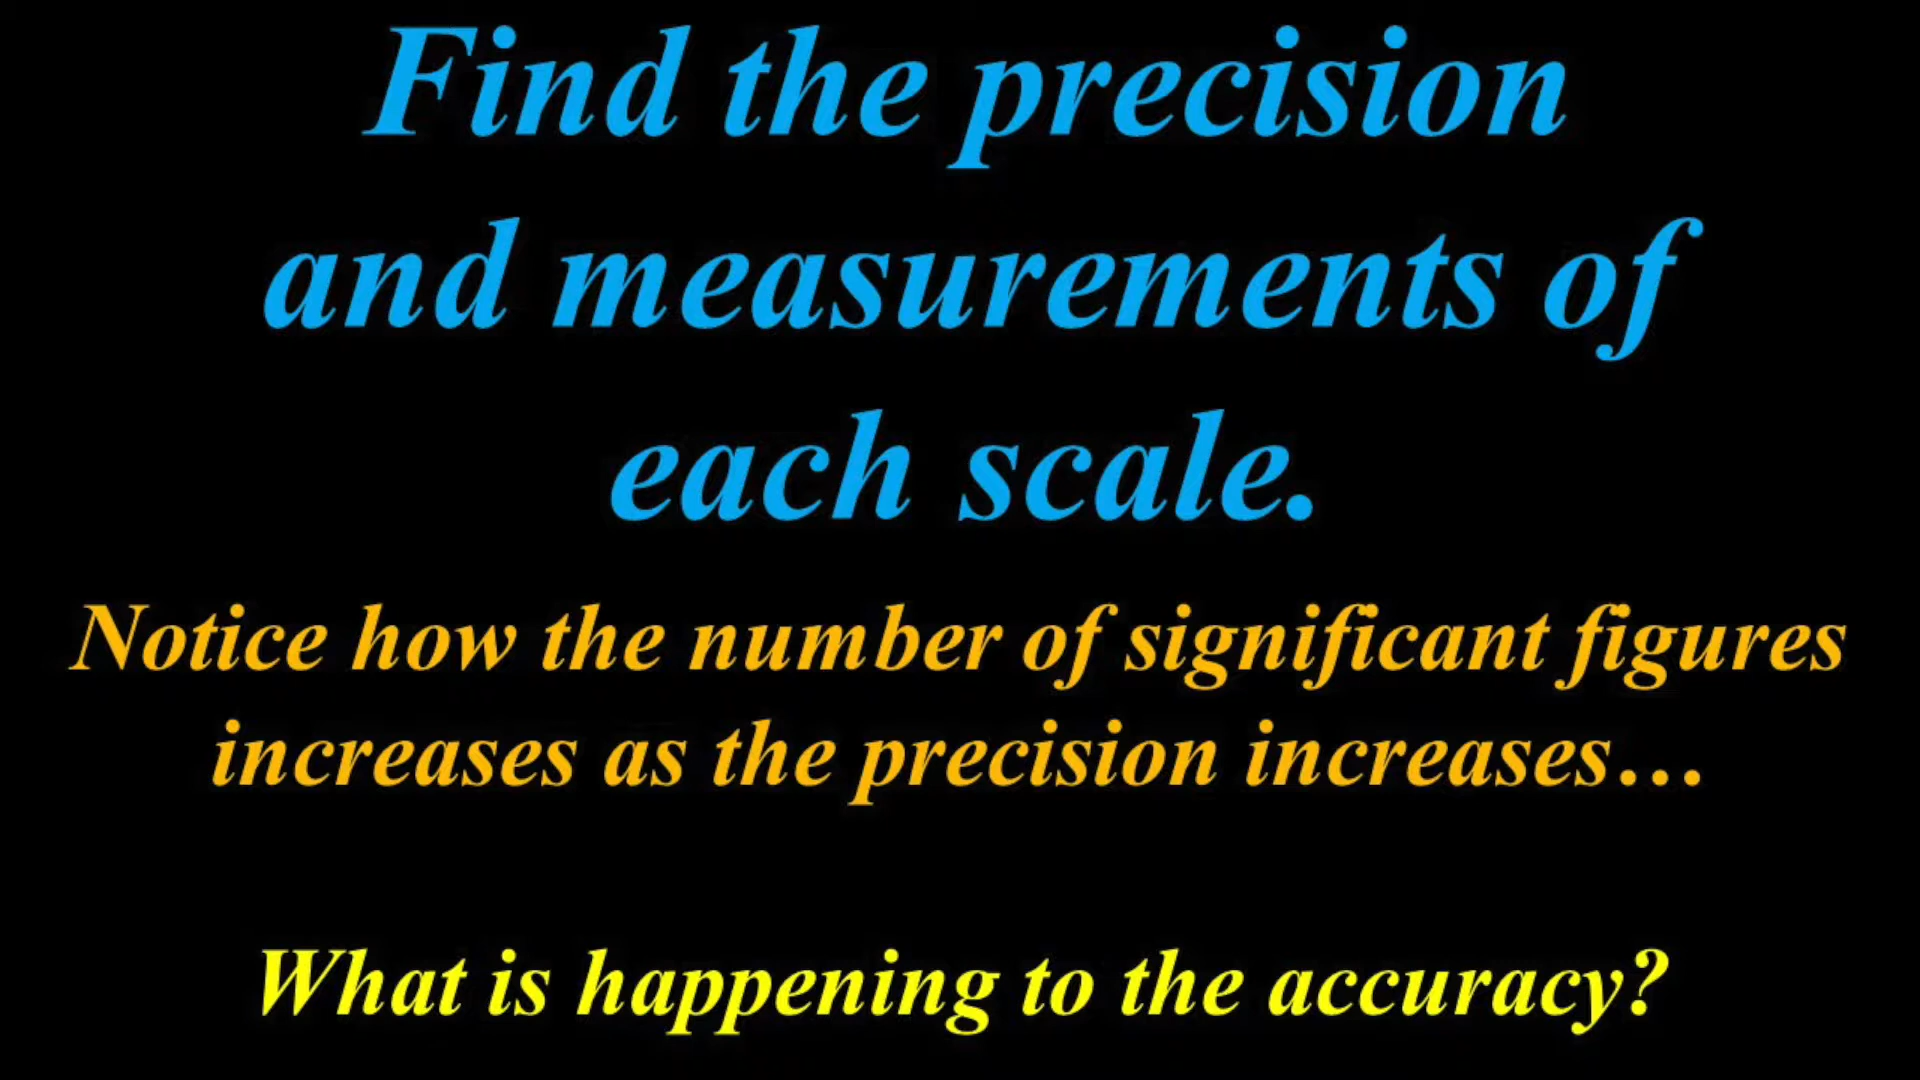 Find the precision
and measurements of
each scale.
Notice how the number of significant figures
increases as the precision increases…
What is happening to the accuracy?